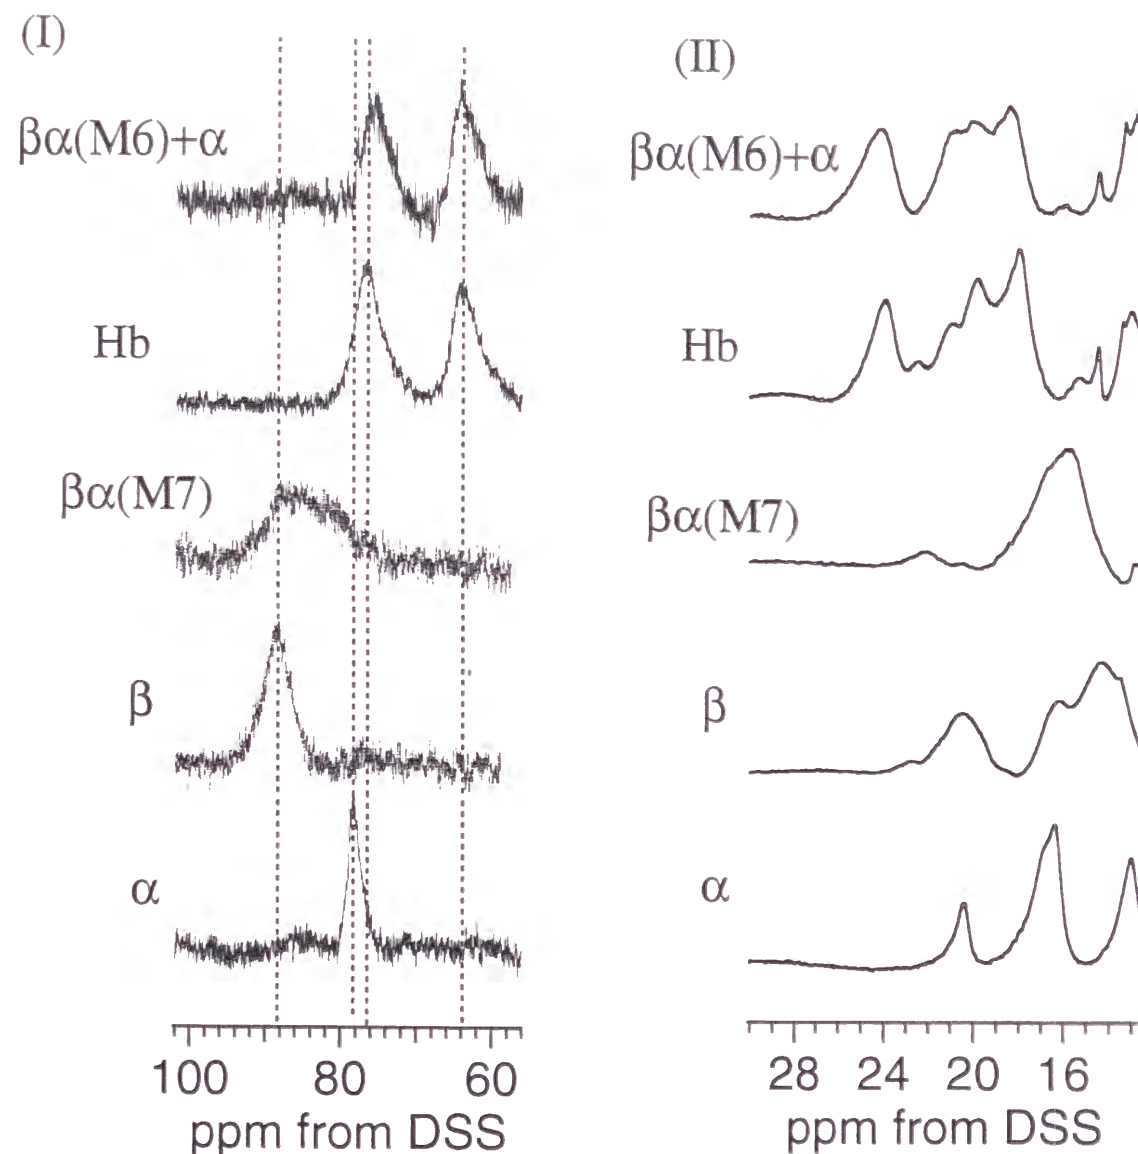 (I)
βα(M6)+α
Hb
βα(M7)
β
α
100 80 60
ppm from DSS
(II)
βα(M6)+α
Hb
βα(M7)
β
α
28 24 20 16
ppm from DSS